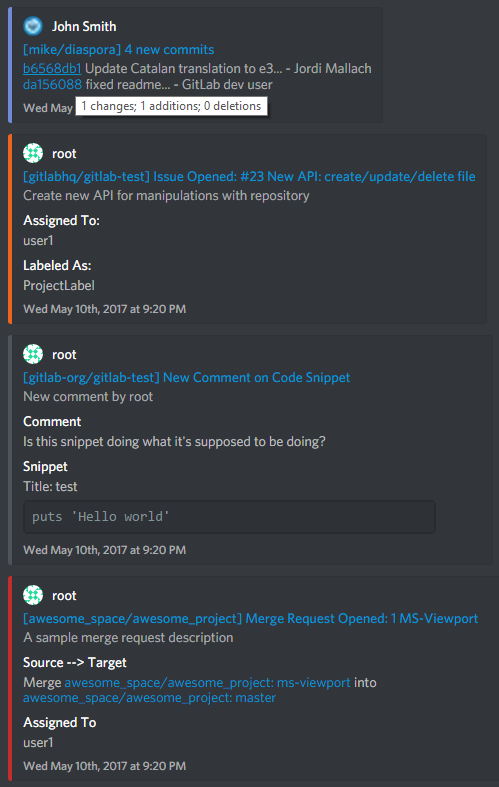 John Smith
[mike/diaspora] 4 new commits
b6568db1 Update Catalan translation to e3... - Jordi Mallach
da156088 fixed readme... - GitLab dev user
Wed May
1 changes; 1 additions; 0 deletions
root
[gitlabhq/gitlab-test] Issue Opened: #23 New API: create/update/delete file
Create new API for manipulations with repository
Assigned To:
user1
Labeled As:
ProjectLabel
Wed May 10th, 2017 at 9:20 PM
root
[gitlab-org/gitlab-test] New Comment on Code Snippet
New comment by root
Comment
Is this snippet doing what it's supposed to be doing?
Snippet
Title: test
puts 'Hello world'
Wed May 10th, 2017 at 9:20 PM
root
[awesome_space/awesome_project] Merge Request Opened: 1 MS-Viewport
A sample merge request description
Source --> Target
Merge awesome_space/awesome_project: ms-viewport into
awesome_space/awesome_project: master
Assigned To
user1
Wed May 10th, 2017 at 9:20 PM